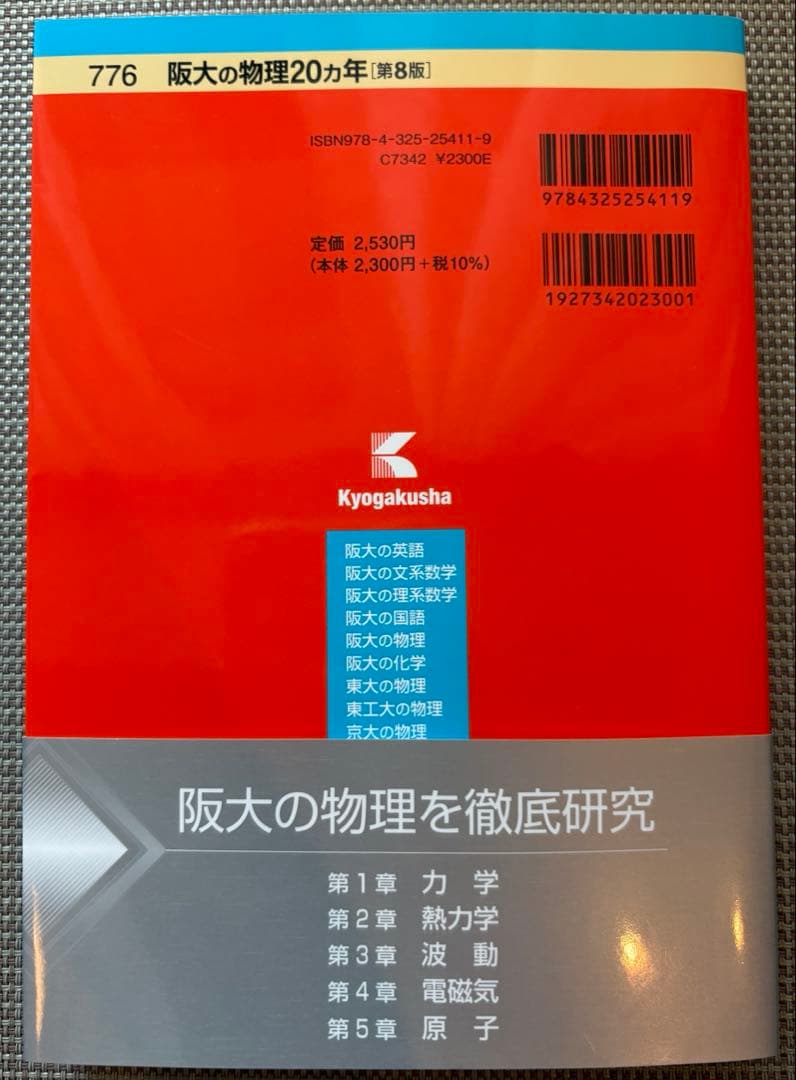 776 阪大の物理20カ年[第8版]
ISBN978-4-325-25411-9
C7342 ¥2300E
9784325254119
定価 2,530円
(本体 2,300円+税10%)
1927342023001
Kyogakusha
阪大の英語
阪大の文系数学
阪大の理系数学
阪大の国語
阪大の物理
阪大の化学
東大の物理
東工大の物理
京大の物理
阪大の物理を徹底研究
第1章 力 学
第2章 熱力学
第3章 波 動
第4章 電磁気
第5章 原 子